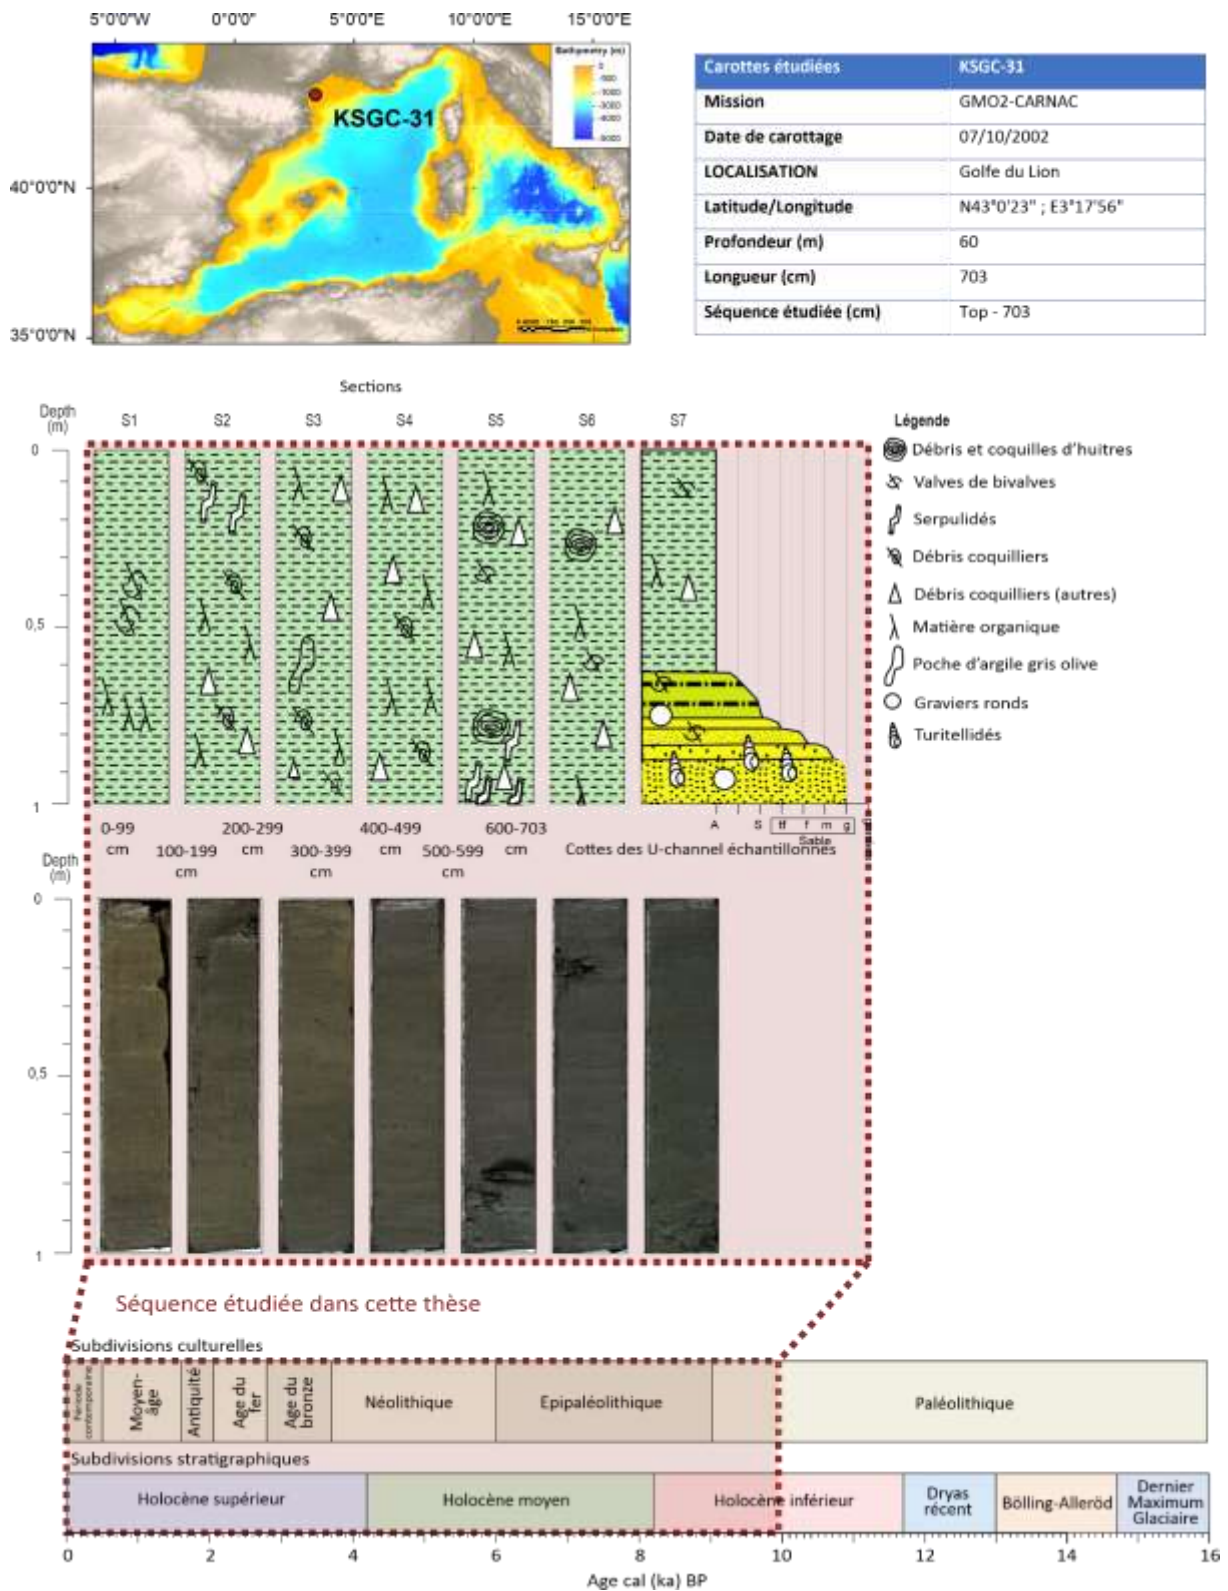 5°0'0"W 0°0'0" 5°0'0"E 10°0'0"E 15°0'0"E
Bathymetry (m)
0
KSGC-31
40°0'0"N
35°0'0"N
Carottes étudiées KSGC-31
Mission GMO2-CARNAC
Date de carottage 07/10/2002
LOCALISATION Golfe du Lion
Latitude/Longitude N43°0'23" ; E3°17'56"
Profondeur (m) 60
Longueur (cm) 703
Séquence étudiée (cm) Top - 703
Sections
Depth (m) S1 S2 S3 S4 S5 S6 S7
0
0,5
1
Légende
Débris et coquilles d'huitres
Valves de bivalves
Serpulidés
Débris coquilliers
Débris coquilliers (autres)
Matière organique
Poche d'argile gris olive
Graviers ronds
Turitellidés
A S tf f m g
Sable
0-99 cm
100-199 cm
200-299 cm
300-399 cm
400-499 cm
500-599 cm
600-703 cm
Cottes des U-channel échantillonnés
Depth (m)
0
0,5
1
Séquence étudiée dans cette thèse
Subdivisions culturelles
Période contemporaine
Moyen-âge
Antiquité
Age du fer
Age du bronze
Néolithique
Epipaléolithique
Paléolithique
Subdivisions stratigraphiques
Holocène supérieur
Holocène moyen
Holocène inférieur
Dryas récent
Bölling-Alleröd
Dernier Maximum Glaciaire
0 2 4 6 8 10 12 14 16
Age cal (ka) BP